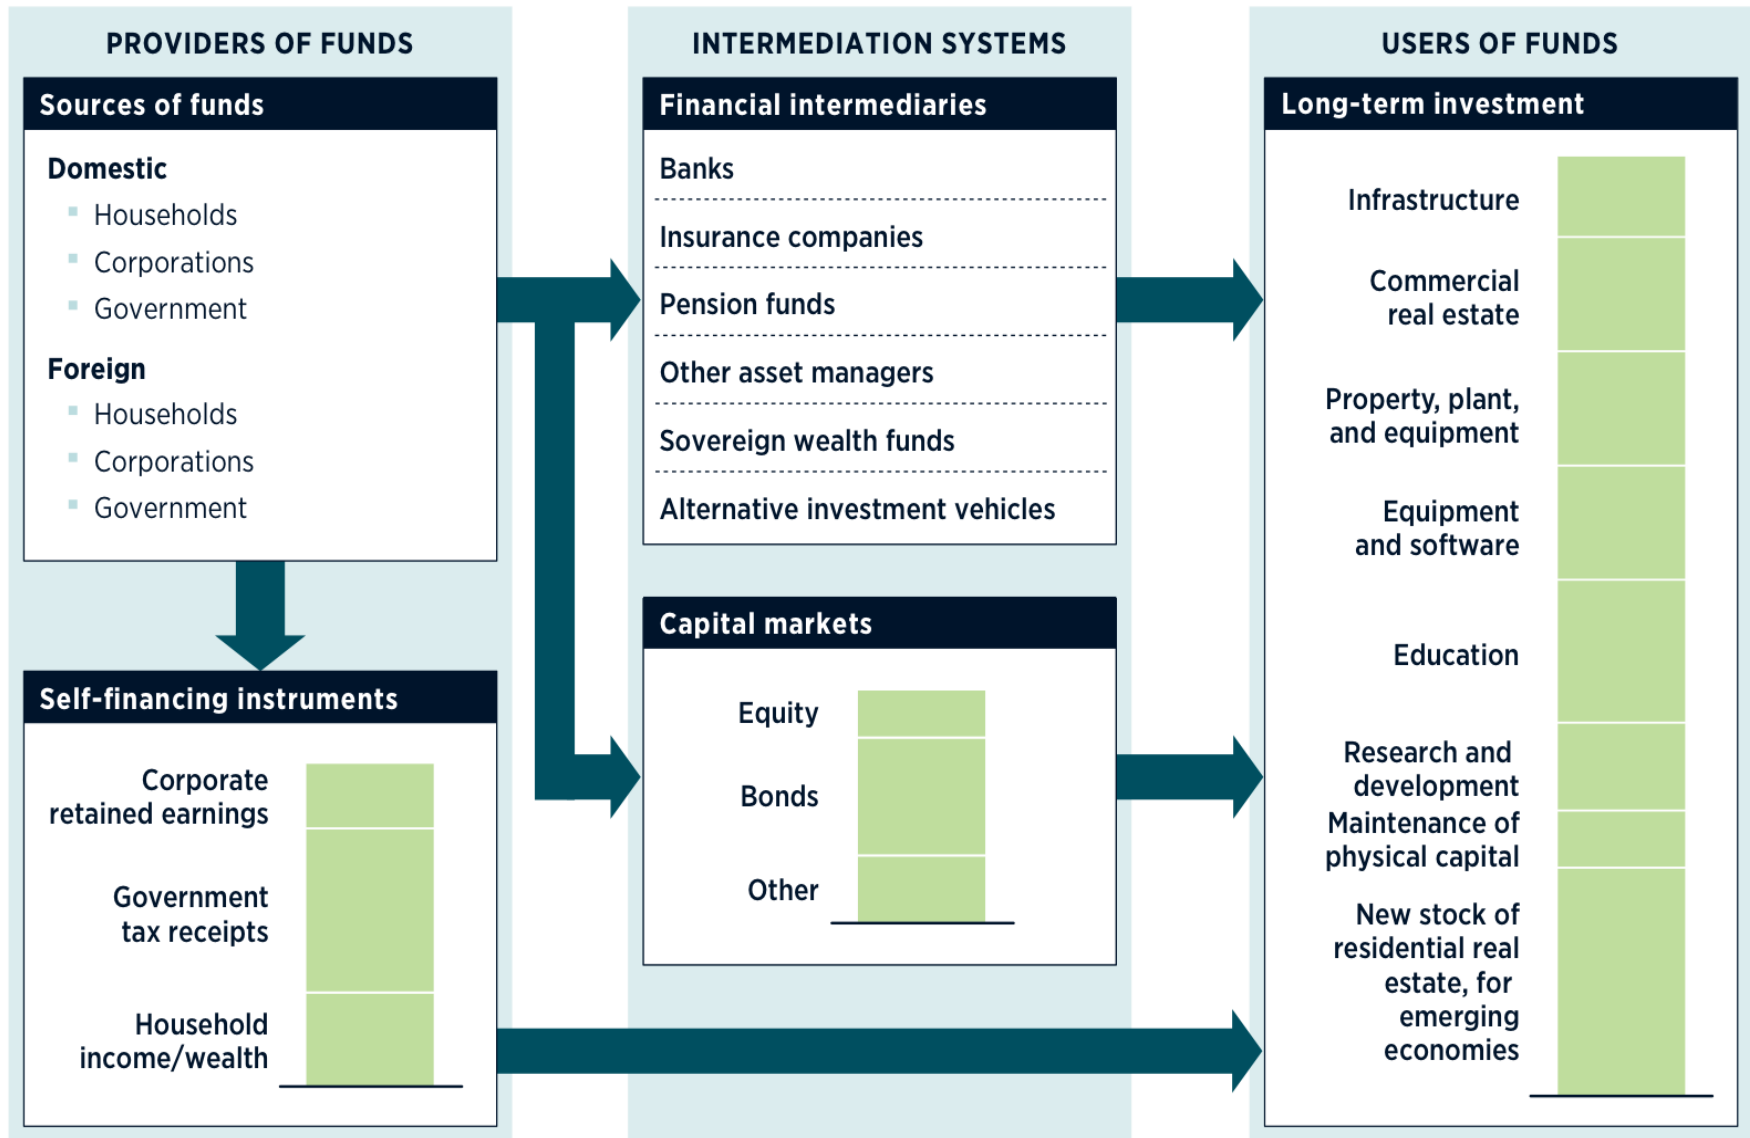 PROVIDERS OF FUNDS
Sources of funds
Domestic
Households
Corporations
Government
Foreign
Households
Corporations
Government
Self-financing instruments
Corporate
retained earnings
Government
tax receipts
Household
income/wealth
INTERMEDIATION SYSTEMS
Financial intermediaries
Banks
Insurance companies
Pension funds
Other asset managers
Sovereign wealth funds
Alternative investment vehicles
Capital markets
Equity
Bonds
Other
USERS OF FUNDS
Long-term investment
Infrastructure
Commercial
real estate
Property, plant,
and equipment
Equipment
and software
Education
Research and
development
Maintenance of
physical capital
New stock of
residential real
estate, for
emerging
economies